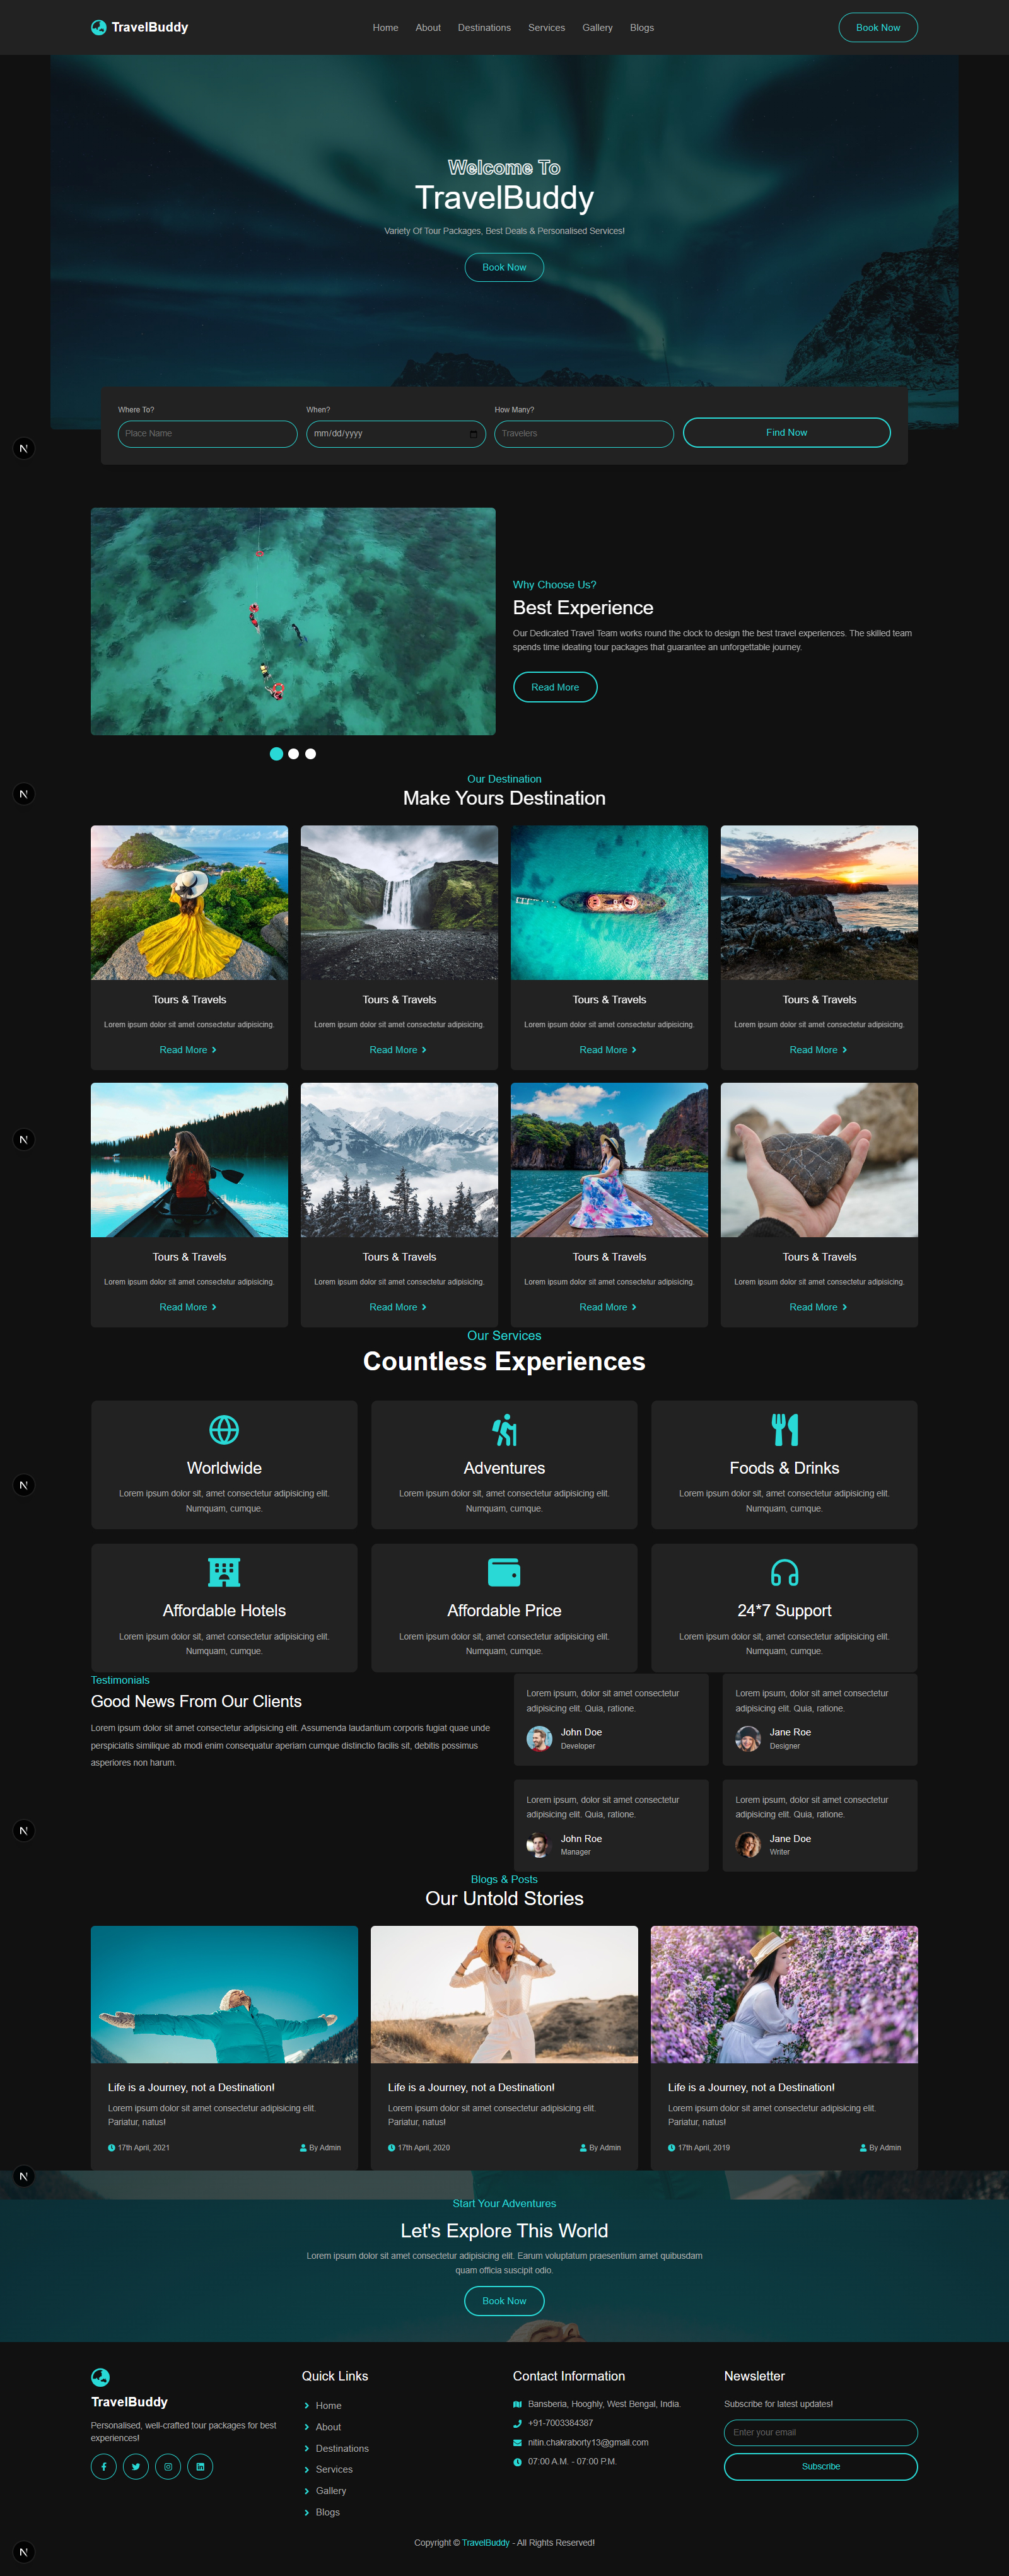 TravelBuddy
Home About Destinations Services Gallery Blogs
Book Now
Welcome To
TravelBuddy
Variety Of Tour Packages, Best Deals & Personalised Services!
Book Now
Where To? When? How Many?
Place Name mm/dd/yyyy Travelers Find Now
N
Why Choose Us?
Best Experience
Our Dedicated Travel Team works round the clock to design the best travel experiences. The skilled team
spends time ideating tour packages that guarantee an unforgettable journey.
Read More
Our Destination
N
Make Yours Destination
Tours & Travels Tours & Travels Tours & Travels Tours & Travels
Lorem ipsum dolor sit amet consectetur adipisicing. Lorem ipsum dolor sit amet consectetur adipisicing. Lorem ipsum dolor sit amet consectetur adipisicing. Lorem ipsum dolor sit amet consectetur adipisicing.
Read More Read More Read More Read More
N
Tours & Travels Tours & Travels Tours & Travels Tours & Travels
Lorem ipsum dolor sit amet consectetur adipisicing. Lorem ipsum dolor sit amet consectetur adipisicing. Lorem ipsum dolor sit amet consectetur adipisicing. Lorem ipsum dolor sit amet consectetur adipisicing.
Read More Read More Read More Read More
Our Services
Countless Experiences
Worldwide Adventures Foods & Drinks
N
Lorem ipsum dolor sit, amet consectetur adipisicing elit. Lorem ipsum dolor sit, amet consectetur adipisicing elit. Lorem ipsum dolor sit, amet consectetur adipisicing elit.
Numquam, cumque. Numquam, cumque. Numquam, cumque.
Affordable Hotels Affordable Price 24*7 Support
Lorem ipsum dolor sit, amet consectetur adipisicing elit. Lorem ipsum dolor sit, amet consectetur adipisicing elit. Lorem ipsum dolor sit, amet consectetur adipisicing elit.
Numquam, cumque. Numquam, cumque. Numquam, cumque.
Testimonials
Good News From Our Clients
Lorem ipsum dolor sit amet consectetur adipisicing elit. Assumenda laudantium corporis fugiat quae unde
perspiciatis similique ab modi enim consequatur aperiam cumque distinctio facilis sit, debitis possimus
asperiores non harum.
Lorem ipsum, dolor sit amet consectetur
adipisicing elit. Quia, ratione.
John Doe
Developer
Lorem ipsum, dolor sit amet consectetur
adipisicing elit. Quia, ratione.
Jane Roe
Designer
Lorem ipsum, dolor sit amet consectetur
adipisicing elit. Quia, ratione.
John Roe
Manager
Lorem ipsum, dolor sit amet consectetur
adipisicing elit. Quia, ratione.
Jane Doe
Writer
N
Blogs & Posts
Our Untold Stories
Life is a Journey, not a Destination! Life is a Journey, not a Destination! Life is a Journey, not a Destination!
Lorem ipsum dolor sit amet consectetur adipisicing elit. Lorem ipsum dolor sit amet consectetur adipisicing elit. Lorem ipsum dolor sit amet consectetur adipisicing elit.
Pariatur, natus! Pariatur, natus! Pariatur, natus!
17th April, 2021 By Admin 17th April, 2020 By Admin 17th April, 2019 By Admin
N
Start Your Adventures
Let's Explore This World
Lorem ipsum dolor sit amet consectetur adipisicing elit. Earum voluptatum praesentium amet quibusdam
quam officia suscipit odio.
Book Now
TravelBuddy
Personalised, well-crafted tour packages for best
experiences!
Quick Links
Home
About
Destinations
Services
Gallery
Blogs
Contact Information
Bansberia, Hooghly, West Bengal, India.
+91-7003384387
nitin.chakraborty13@gmail.com
07:00 A.M. - 07:00 P.M.
Newsletter
Subscribe for latest updates!
Enter your email
Subscribe
Copyright © TravelBuddy - All Rights Reserved!
N